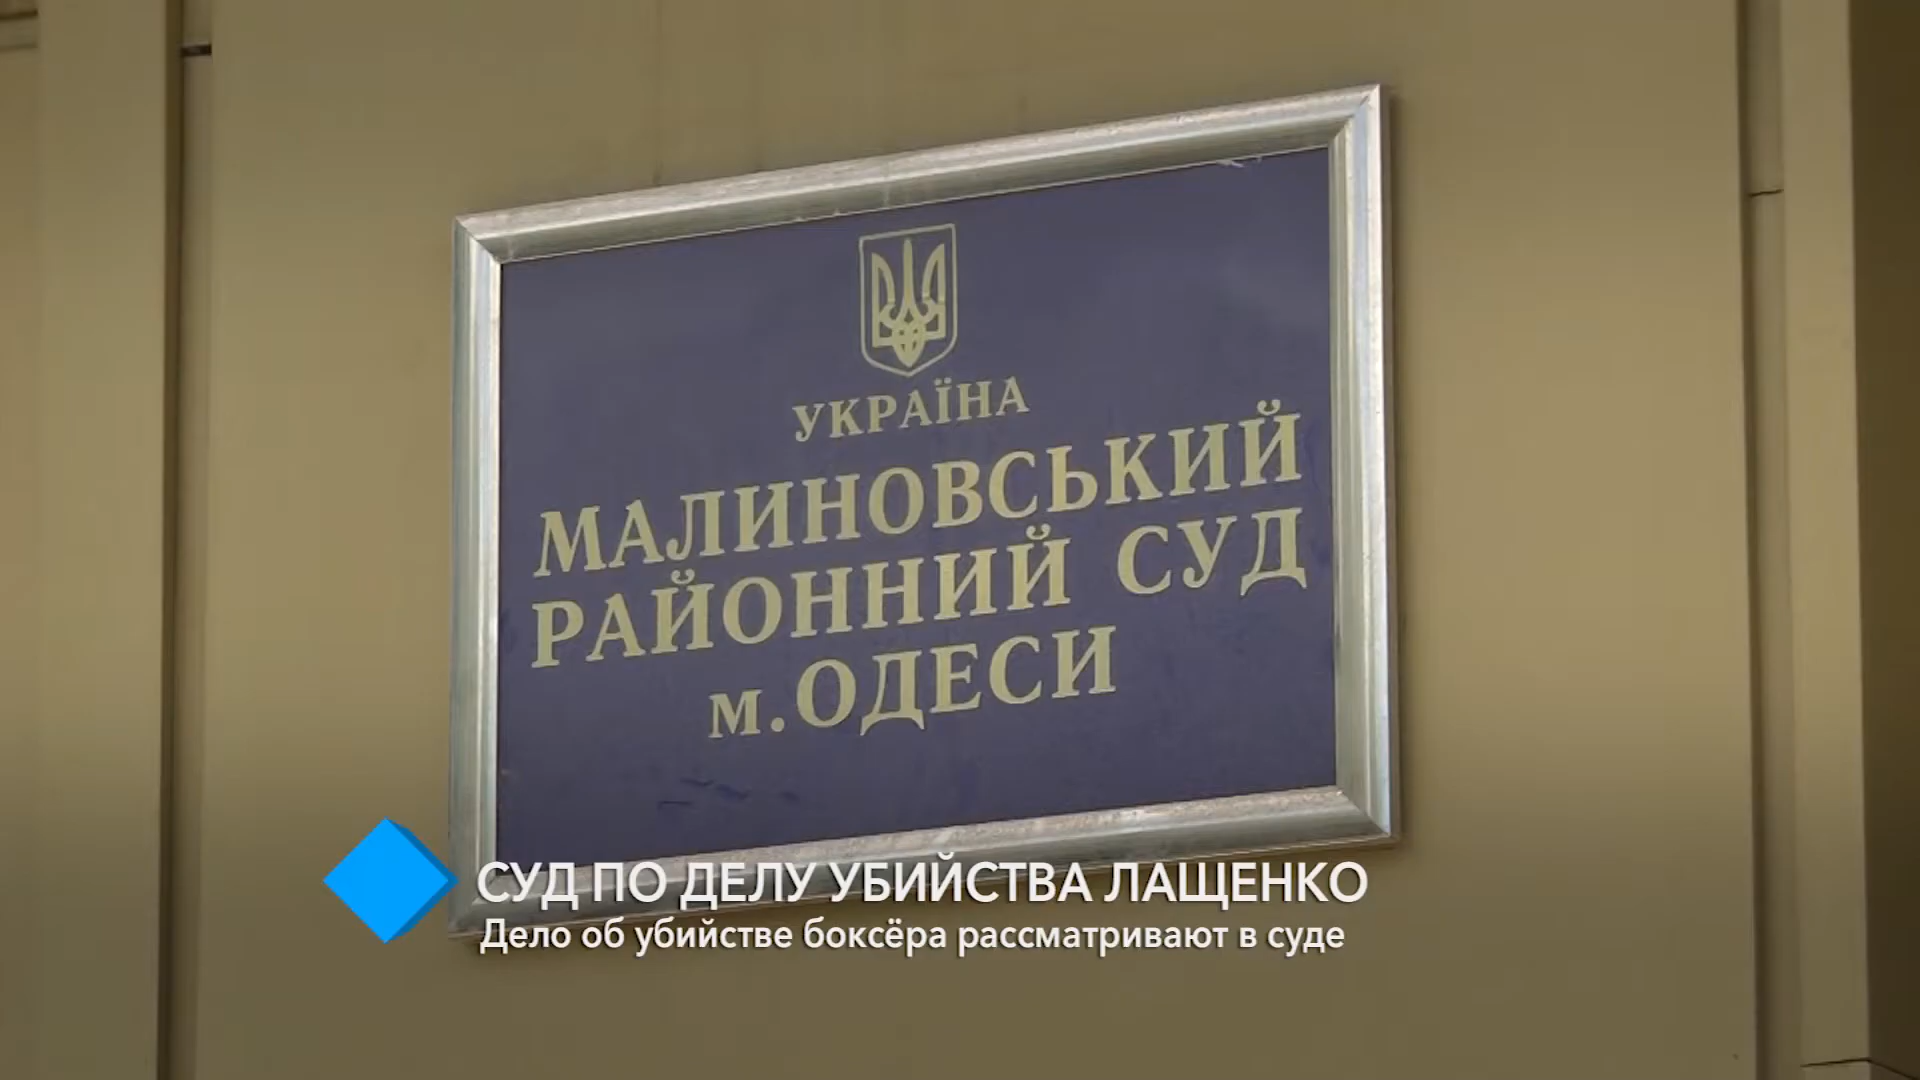 УКРАЇНА
МАЛИНОВСЬКИЙ
РАЙОННИЙ СУД
м.ОДЕСИ
СУД ПО ДЕЛУ УБИЙСТВА ЛАЩЕНКО
Дело об убийстве боксёра рассматривают в суде